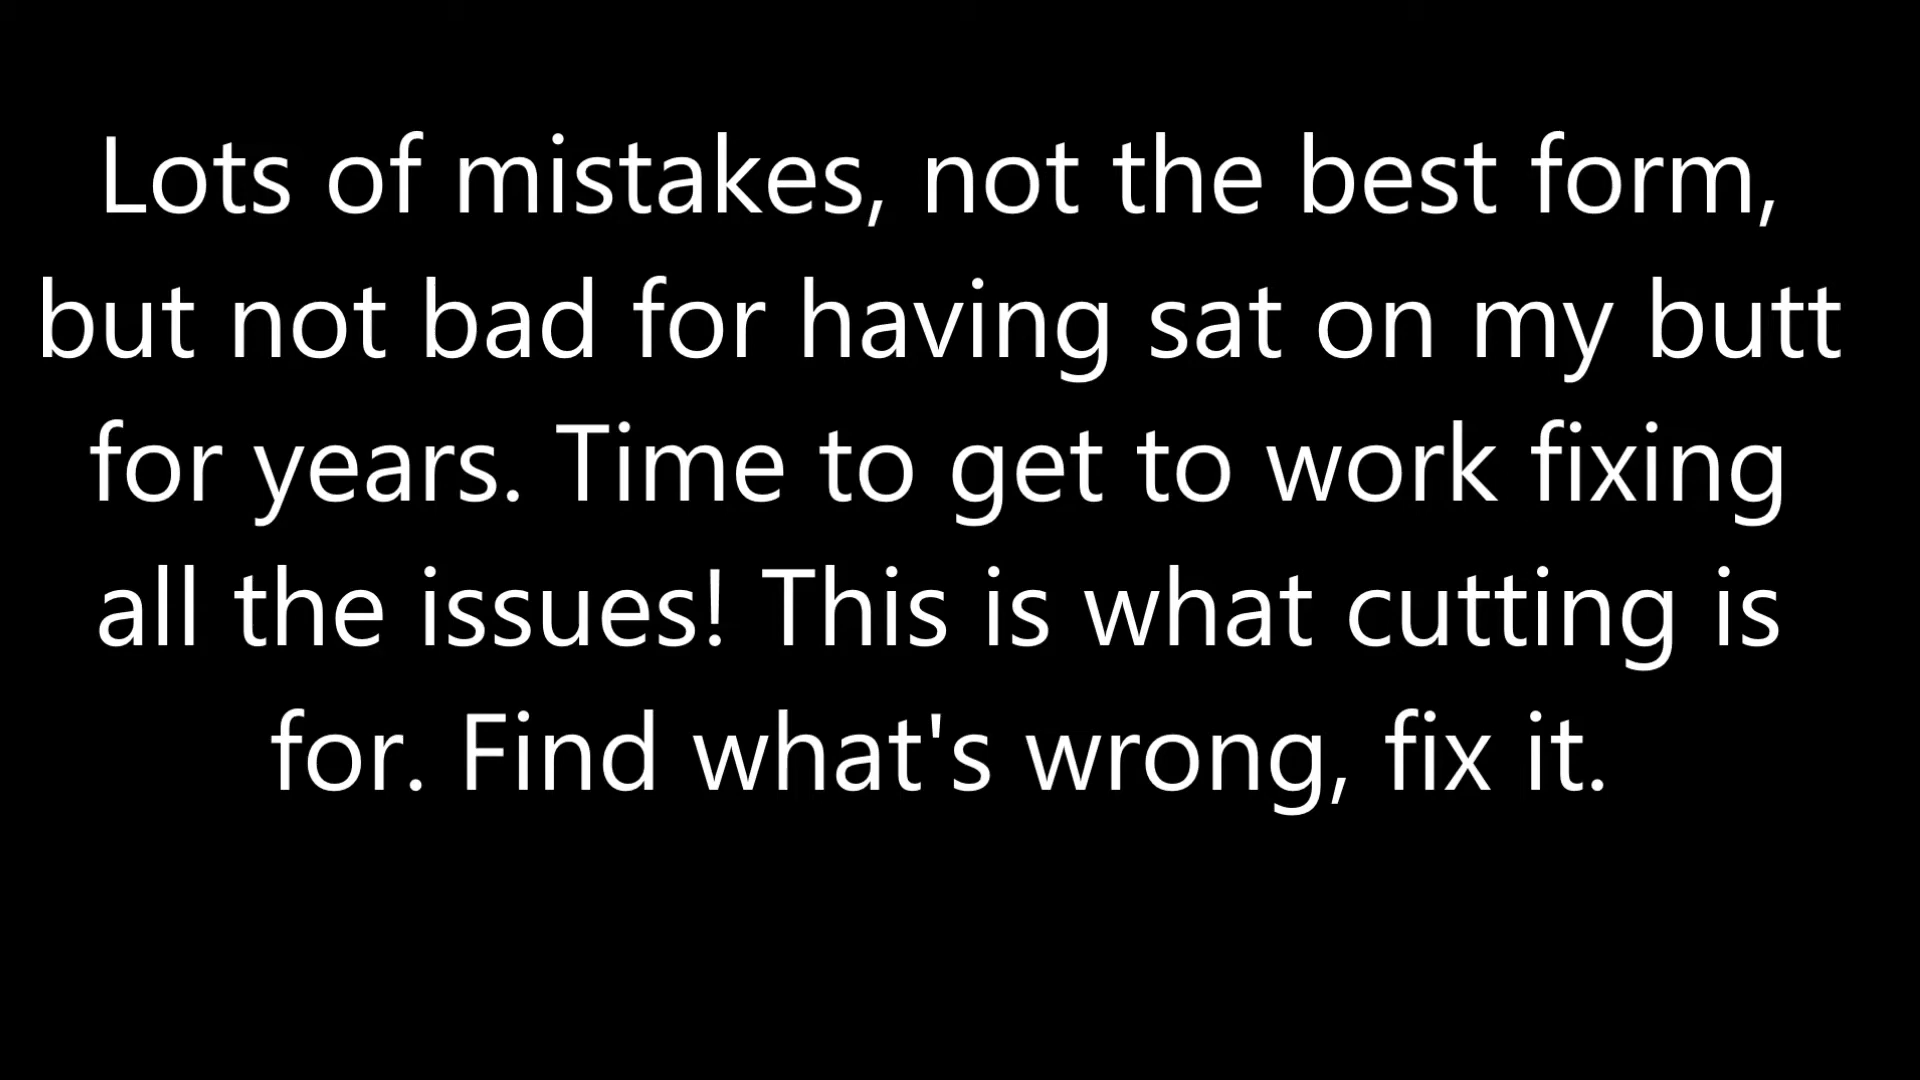 Lots of mistakes, not the best form,
but not bad for having sat on my butt
for years. Time to get to work fixing
all the issues! This is what cutting is
for. Find what's wrong, fix it.